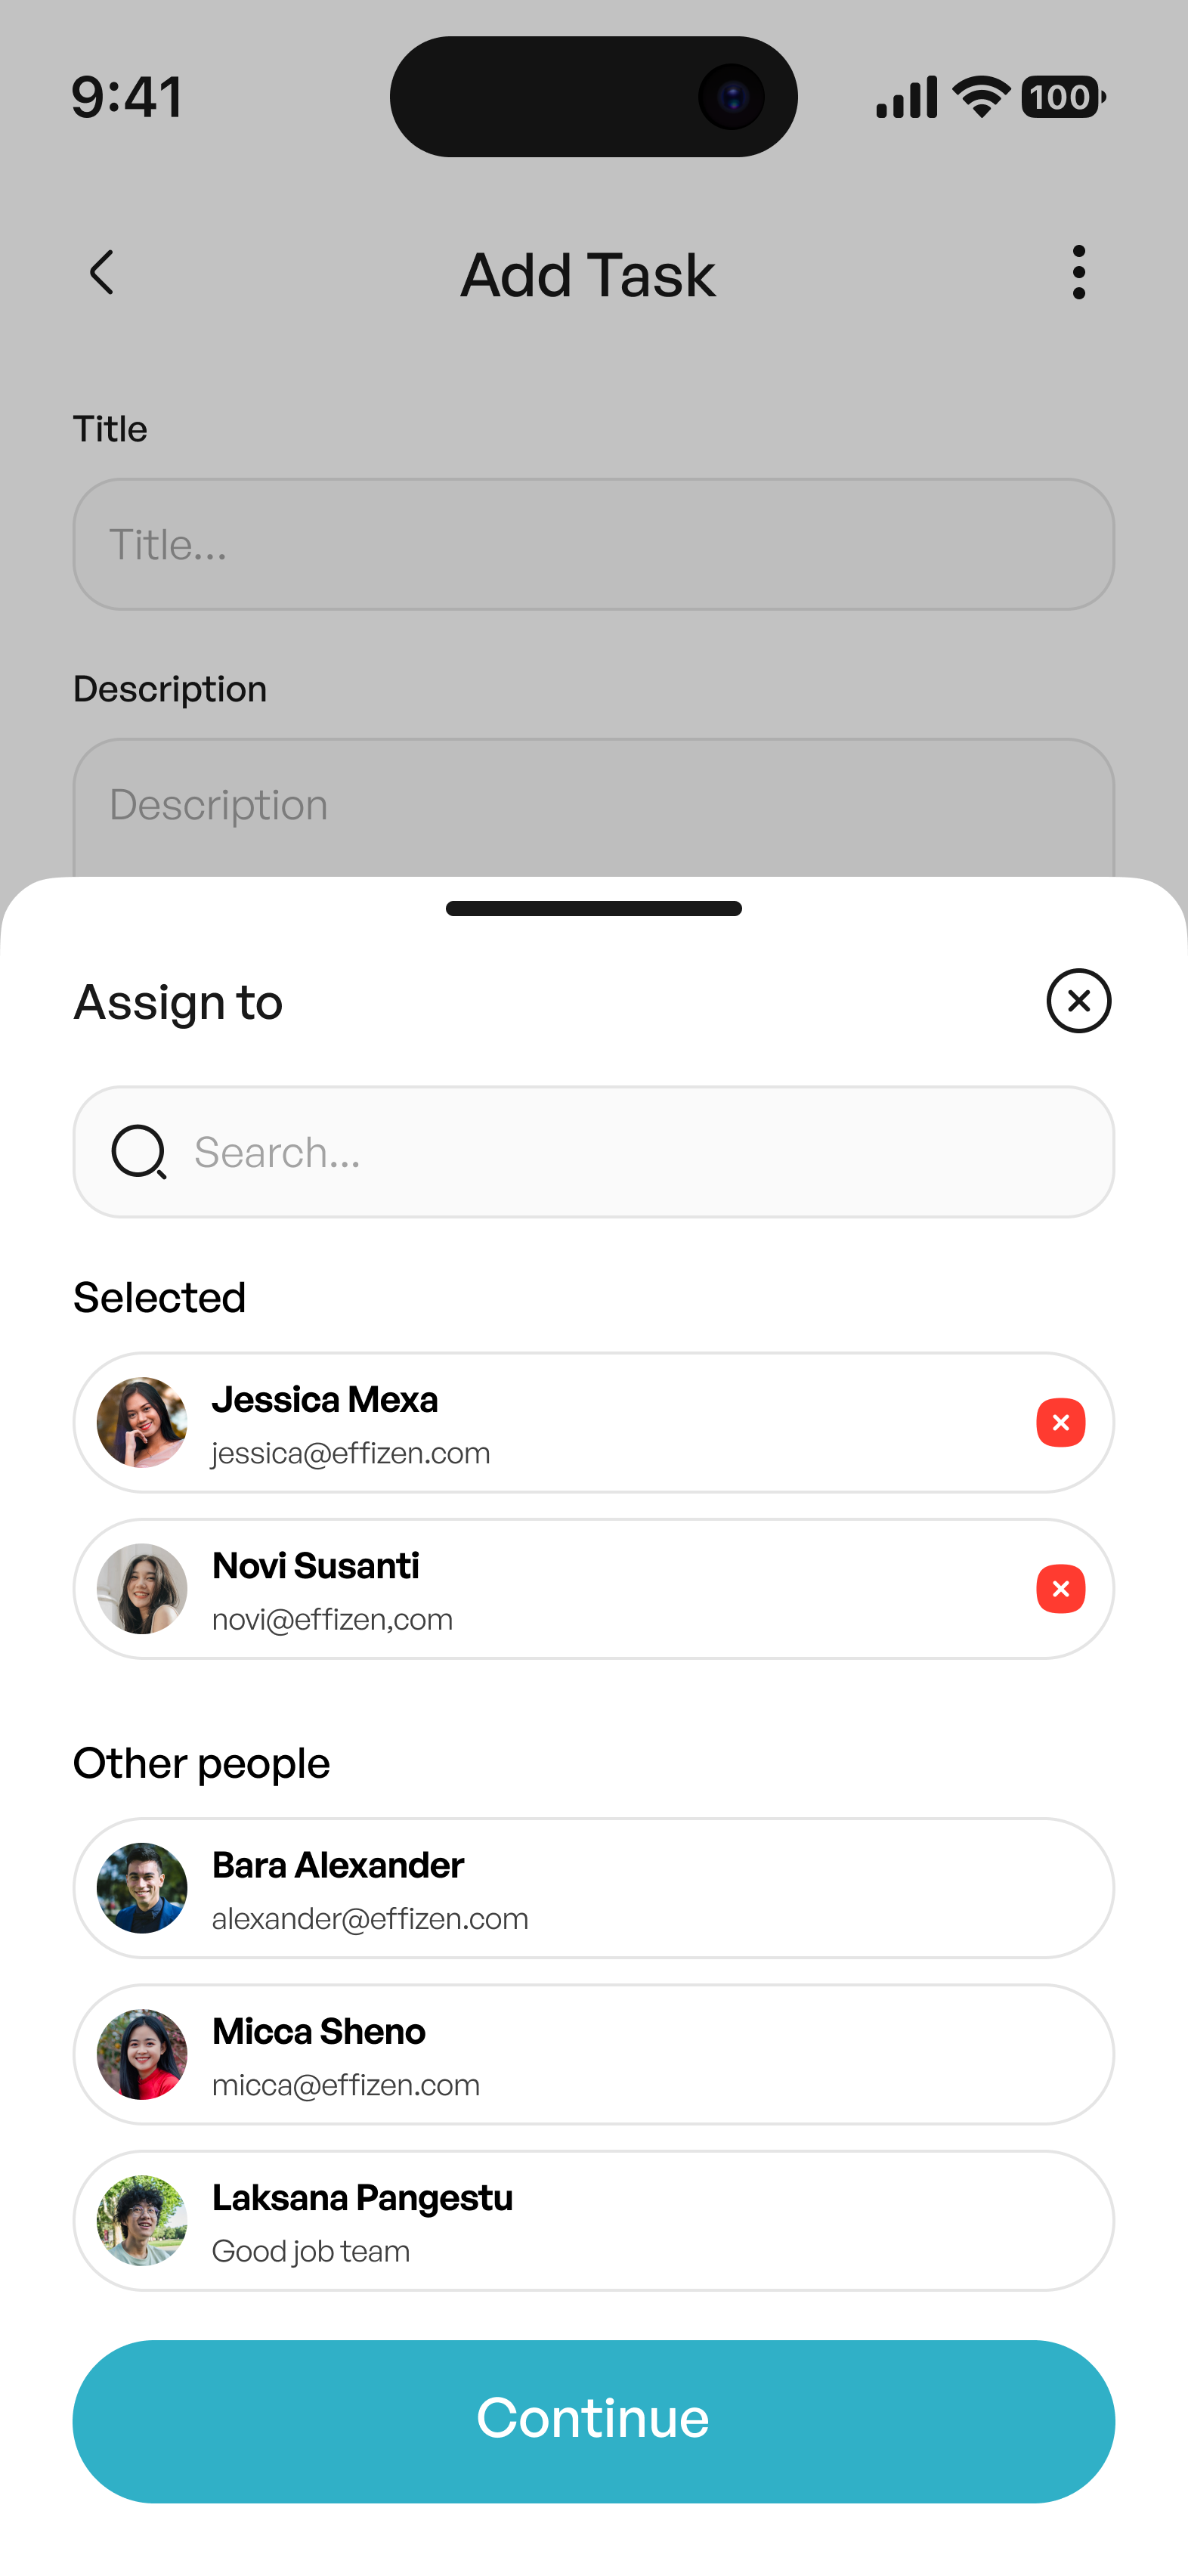 9:41
100
Add Task
Title
Title...
Description
Description
Assign to
Search...
Selected
Jessica Mexa
jessica@effizen.com
Novi Susanti
novi@effizen,com
Other people
Bara Alexander
alexander@effizen.com
Micca Sheno
micca@effizen.com
Laksana Pangestu
Good job team
Continue